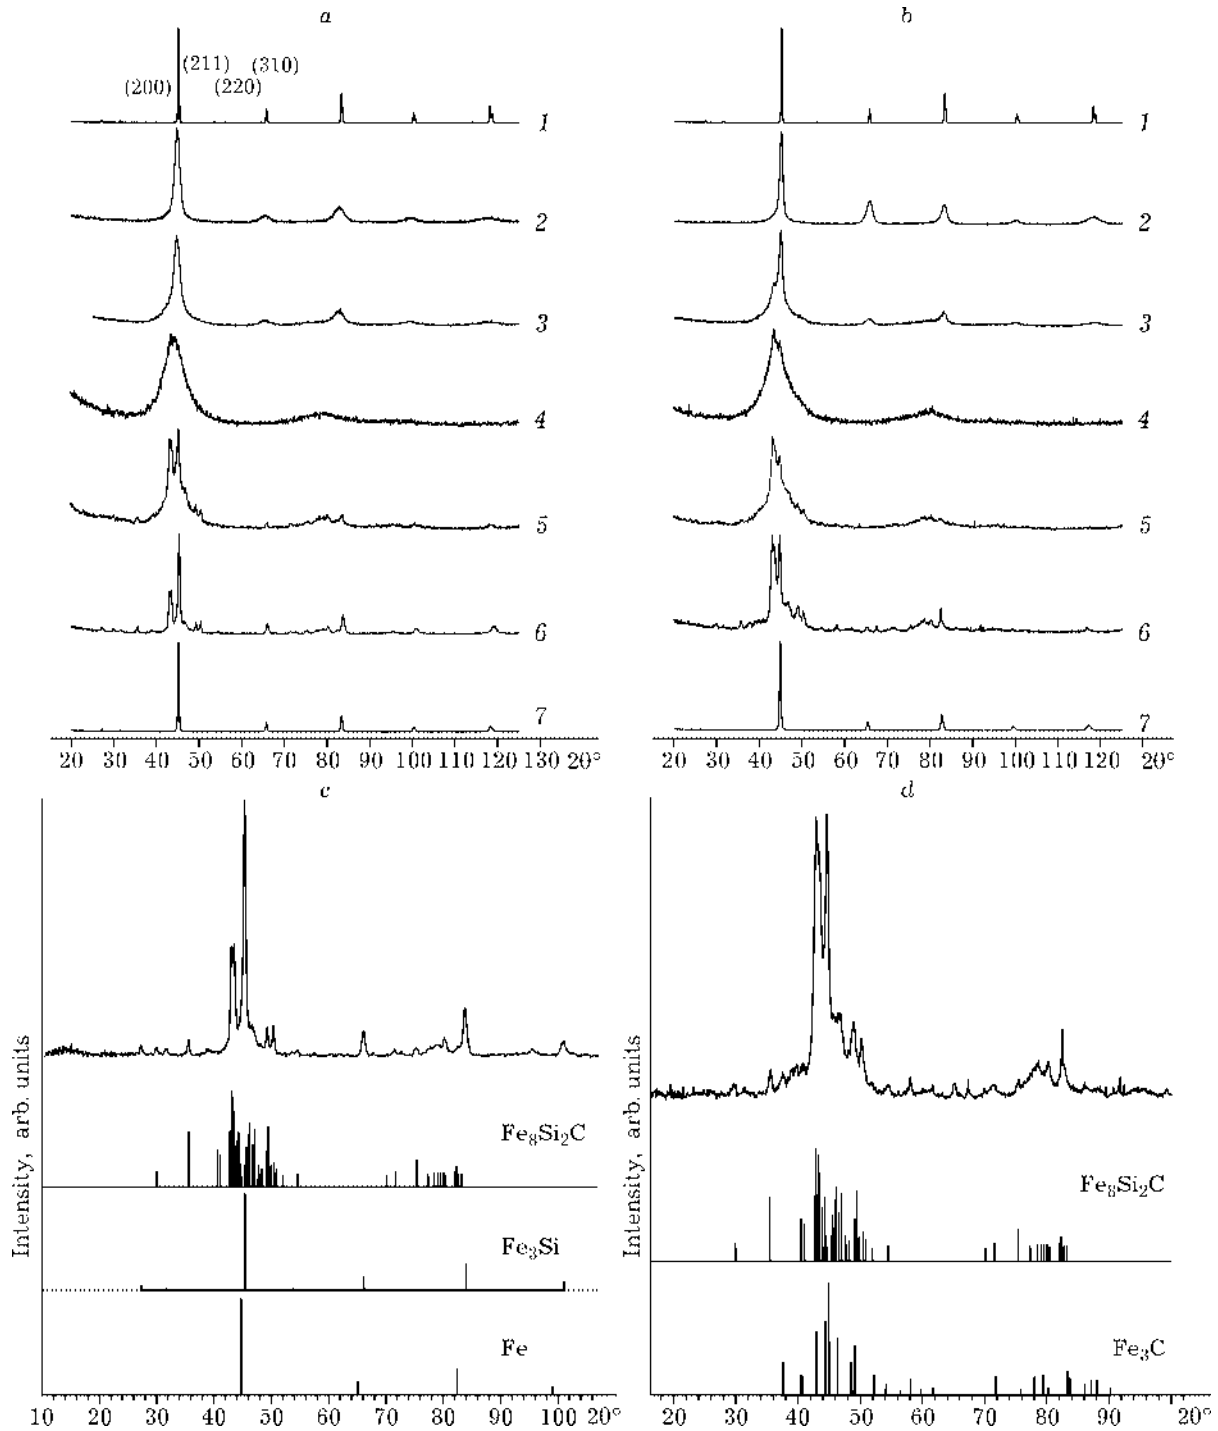 a
b
(211) (310)
(200) (220)
1
1
2
2
3
3
4
4
5
5
6
6
7
7
20 30 40 50 60 70 80 90 100 110 120 130 2θ°
20 30 40 50 60 70 80 90 100 110 120 2θ°
c
d
Intensity, arb. units
Fe₈Si₂C
Fe₃Si
Fe
10 20 30 40 50 60 70 80 90 100 2θ°
Intensity, arb. units
Fe₈Si₂C
Fe₃C
20 30 40 50 60 70 80 90 2θ°